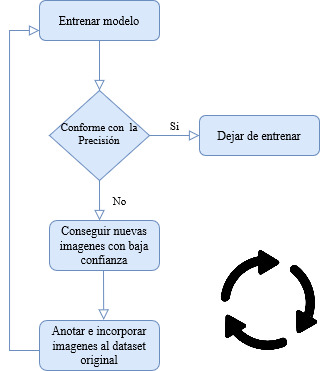 Entrenar modelo
Conforme con la
Precisión
Si
Dejar de entrenar
No
Conseguir nuevas
imagenes con baja
confianza
Anotar e incorporar
imagenes al dataset
original